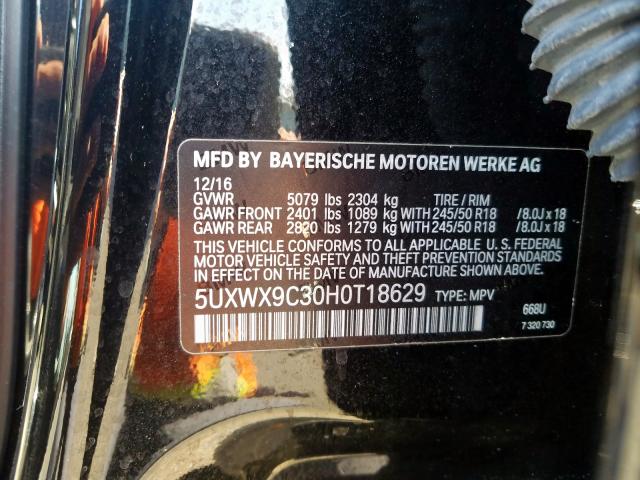 MFD BY BAYERISCHE MOTOREN WERKE AG
12/16
GVWR 5079 lbs 2304 kg TIRE / RIM
GAWR FRONT 2401 lbs 1089 kg WITH 245/50 R18 /8.0J x 18
GAWR REAR 2820 lbs 1279 kg WITH 245/50 R18 /8.0J x 18
THIS VEHICLE CONFORMS TO ALL APPLICABLE U. S. FEDERAL
MOTOR VEHICLE SAFETY AND THEFT PREVENTION STANDARDS
IN EFFECT ON THE DATE OF MANUFACTURE SHOWN ABOVE.
5UXWX9C30H0T18629 TYPE: MPV
668U
7 320 730